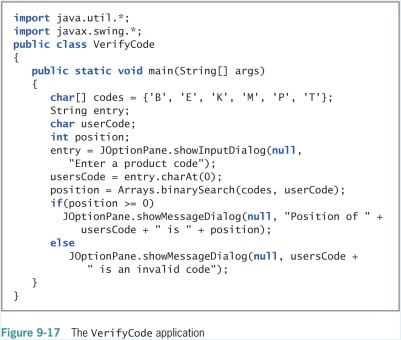 import java.util.*;
import javax.swing.*;
public class VerifyCode
{
   public static void main(String[] args)
   {
      char[] codes = {'B', 'E', 'K', 'M', 'P', 'T'};
      String entry;
      char userCode;
      int position;
      entry = JOptionPane.showInputDialog(null,
         "Enter a product code");
      usersCode = entry.charAt(0);
      position = Arrays.binarySearch(codes, userCode);
      if(position >= 0)
        JOptionPane.showMessageDialog(null, "Position of " +
           usersCode + " is " + position);
      else
         JOptionPane.showMessageDialog(null, usersCode +
            " is an invalid code");
   }
}
Figure 9-17 The VerifyCode application